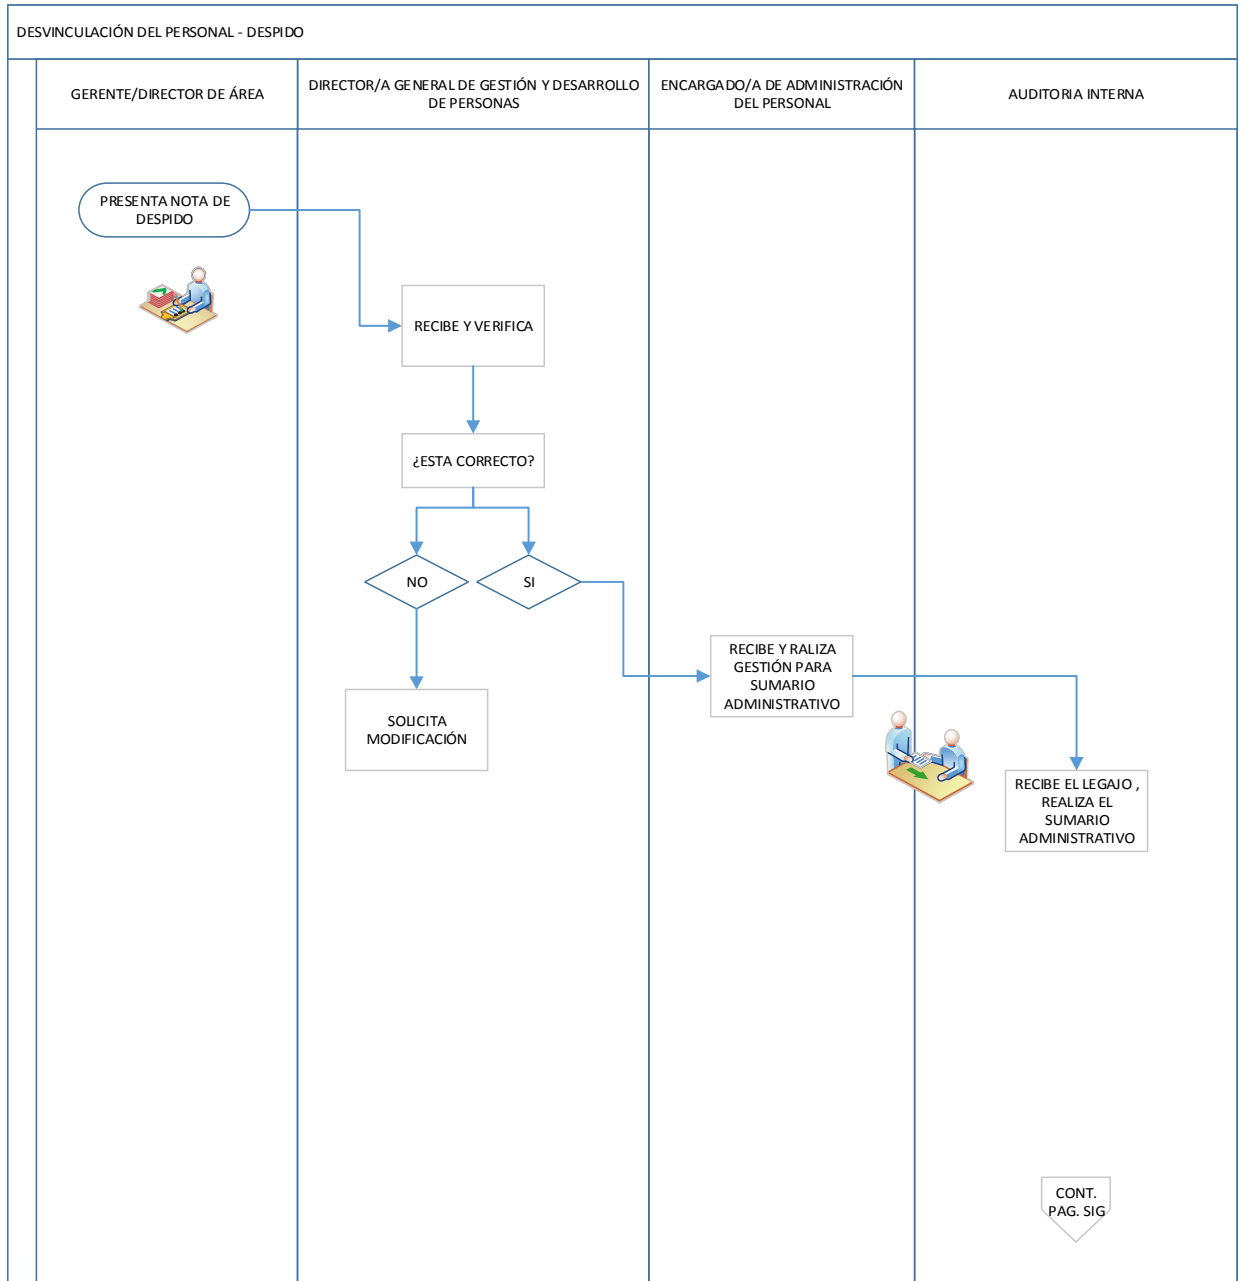 DESVINCULACIÓN DEL PERSONAL - DESPIDO
GERENTE/DIRECTOR DE ÁREA
DIRECTOR/A GENERAL DE GESTIÓN Y DESARROLLO
DE PERSONAS
ENCARGADO/A DE ADMINISTRACIÓN
DEL PERSONAL
AUDITORIA INTERNA
PRESENTA NOTA DE
DESPIDO
RECIBE Y VERIFICA
¿ESTA CORRECTO?
NO
SI
RECIBE Y RALIZA
GESTIÓN PARA
SUMARIO
ADMINISTRATIVO
SOLICITA
MODIFICACIÓN
RECIBE EL LEGAJO ,
REALIZA EL
SUMARIO
ADMINISTRATIVO
CONT.
PAG. SIG